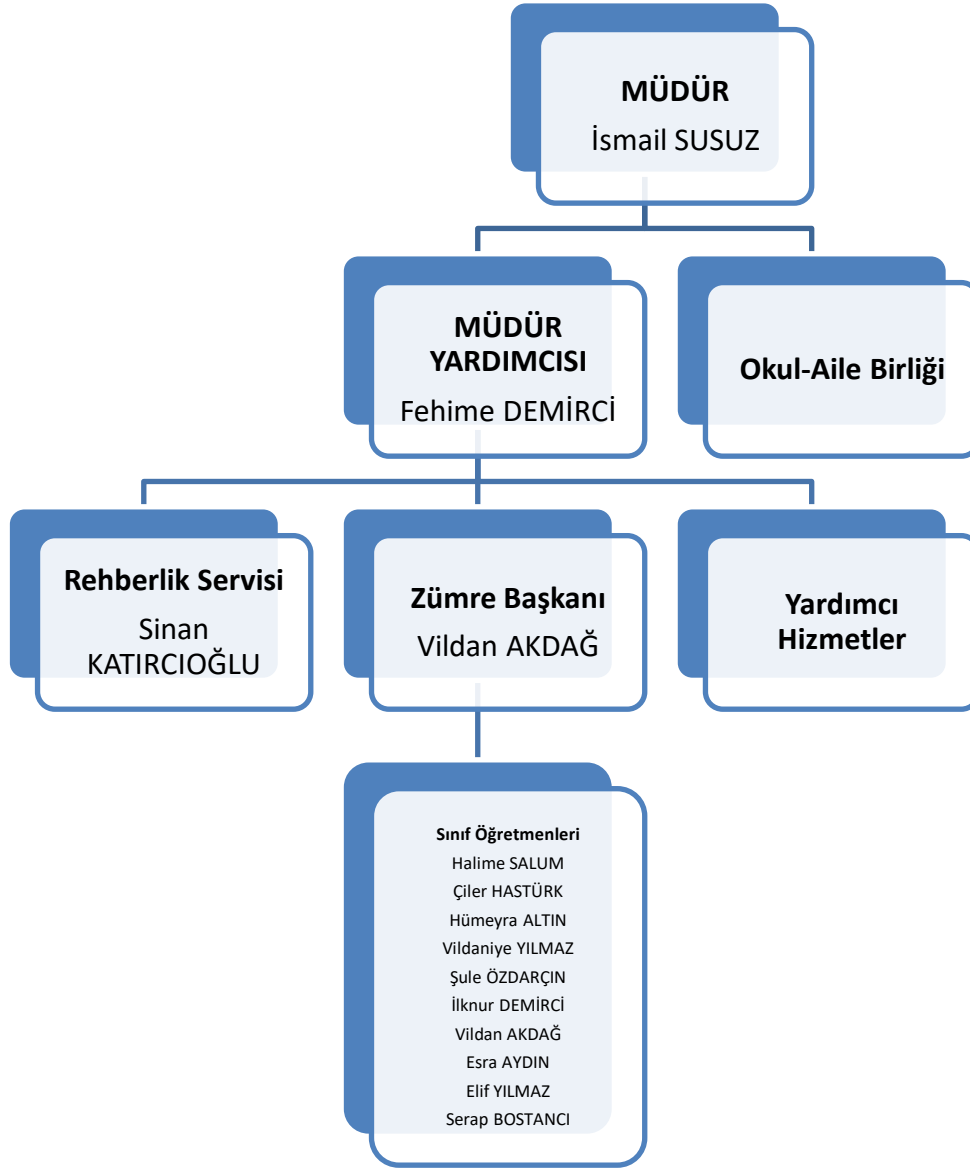 MÜDÜR
İsmail SUSUZ
MÜDÜR
YARDIMCISI
Fehime DEMİRCİ
Okul-Aile Birliği
Rehberlik Servisi
Sinan
KATIRCIOĞLU
Zümre Başkanı
Vildan AKDAĞ
Yardımcı
Hizmetler
Sınıf Öğretmenleri
Halime SALUM
Çiler HASTÜRK
Hümeyra ALTIN
Vildaniye YILMAZ
Şule ÖZDARÇIN
İlknur DEMİRCİ
Vildan AKDAĞ
Esra AYDIN
Elif YILMAZ
Serap BOSTANCI